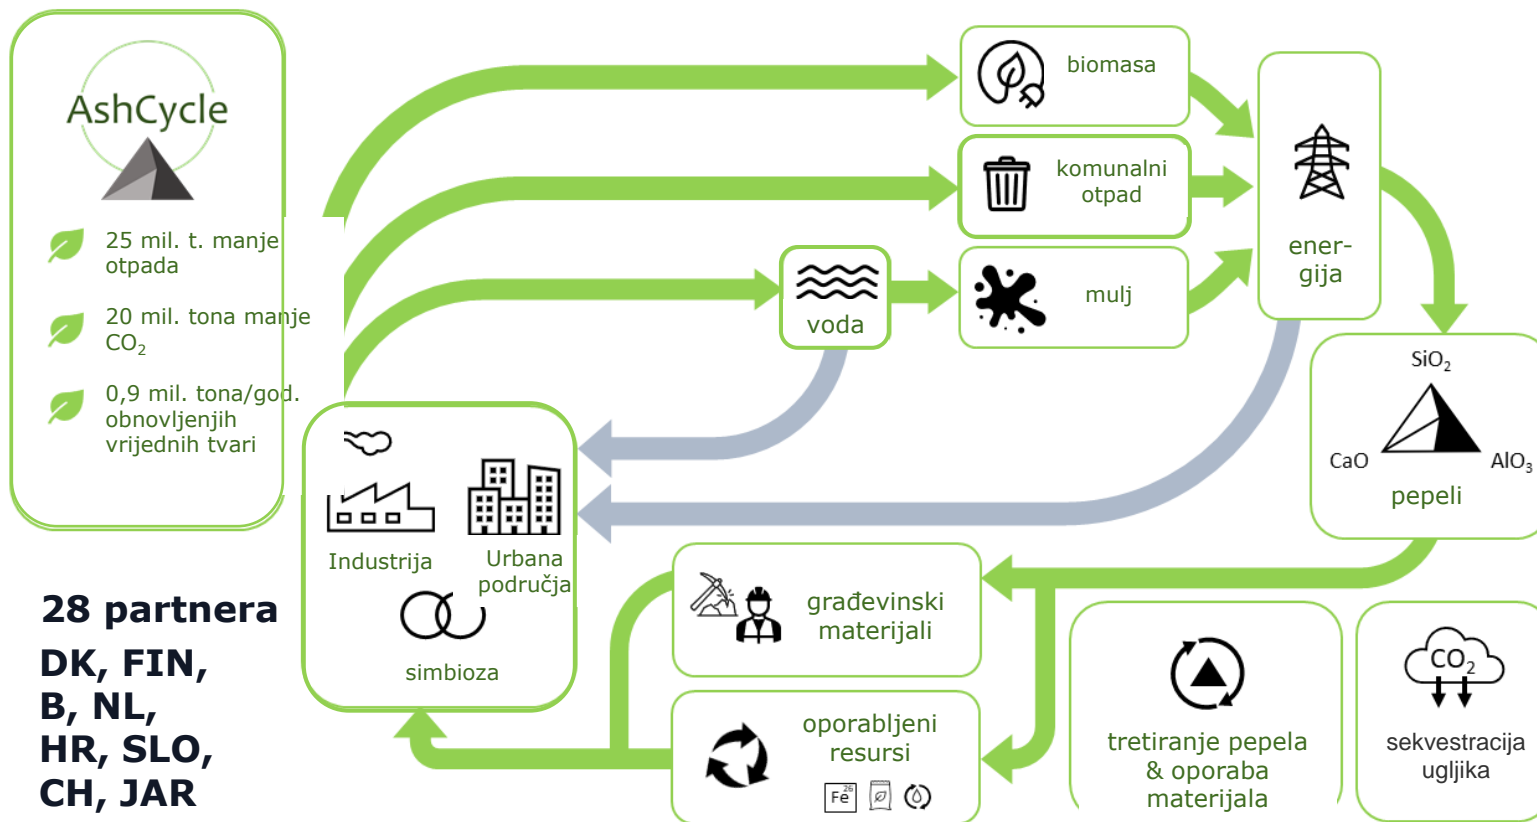 AshCycle
25 mil. t. manje
otpada
20 mil. tona manje
CO₂
0,9 mil. tona/god.
obnovljenjih
vrijednih tvari
28 partnera
DK, FIN,
B, NL,
HR, SLO,
CH, JAR
biomasa
komunalni
otpad
voda
mulj
ener-
gija
SiO₂
CaO
AlO₃
pepeli
Industrija
Urbana
područja
simbioza
građevinski
materijali
oporabljeni
resursi
26
Fe
tretiranje pepela
& oporaba
materijala
CO₂
sekvestracija
ugljika